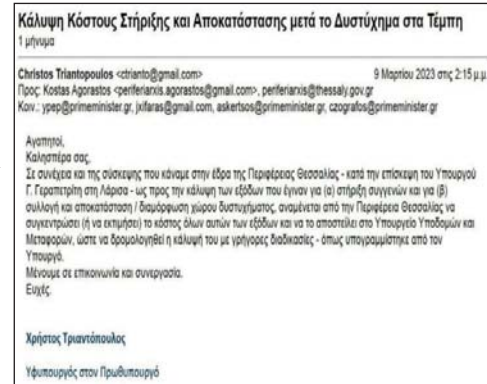 Κάλυψη Κόστους Στήριξης και Αποκατάστασης μετά το Δυστύχημα στα Τέμπη
1 μήνυμα
Christos Triantopoulos <ctrianto@gmail.com> 9 Μαρτίου 2023 στις 2:15 μ.μ.
Προς: Kostas Agorastos <periferiarxis.agorastos@gmail.com>, periferiarxis@thessaly.gov.gr
Κοιν.: ypep@primeminister.gr, jxifaras@gmail.com, askertsos@primeminister.gr, czografos@primeminister.gr
Αγαπητοί,
Καλησπέρα σας,
Σε συνέχεια και της σύσκεψης που κάναμε στην έδρα της Περιφέρειας Θεσσαλίας - κατά την επίσκεψη του Υπουργού
Γ. Γεραπετρίτη στη Λάρισα - ως προς την κάλυψη των εξόδων που έγιναν για (α) στήριξη συγγενών και για (β)
συλλογή και αποκατάσταση / διαμόρφωση χώρου δυστυχήματος, αναμένεται από την Περιφέρεια Θεσσαλίας να
συγκεντρώσει (ή να εκτιμήσει) το κόστος όλων αυτών των εξόδων και να το αποστείλει στο Υπουργείο Υποδομών και
Μεταφορών, ώστε να δρομολογηθεί η κάλυψή του με γρήγορες διαδικασίες - όπως υπογραμμίστηκε από τον
Υπουργό.
Μένουμε σε επικοινωνία και συνεργασία.
Ευχές.
Χρήστος Τριαντόπουλος
Υφυπουργός στον Πρωθυπουργό